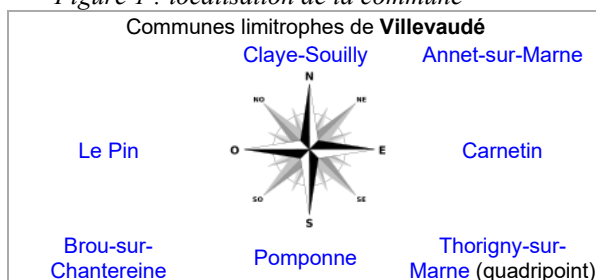 Figure 1 : localisation de la commune
Communes limitrophes de Villevaudé
Claye-Souilly
Annet-sur-Marne
N
NO
NE
Le Pin
O
E
Carnetin
SO
SE
S
Brou-sur-
Chantereine
Pomponne
Thorigny-sur-
Marne (quadripoint)